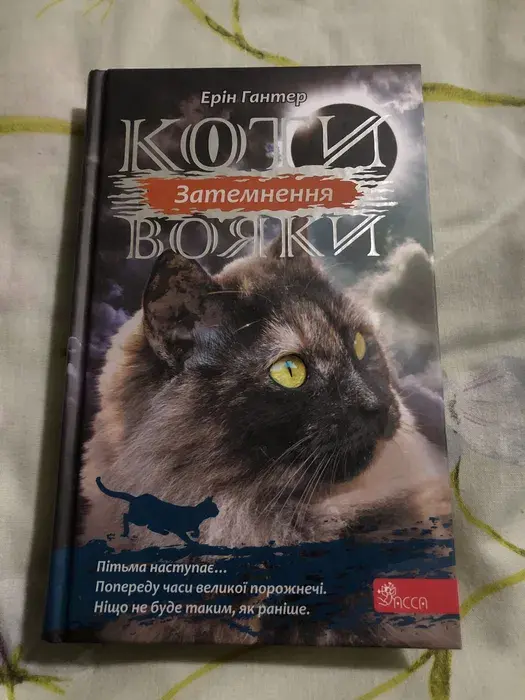 Ерін Гантер
КОТИ
Затемнення
ВОЯКИ
Пітьма наступає...
Попереду часи великої порожнечі.
Ніщо не буде таким, як раніше.
АССА